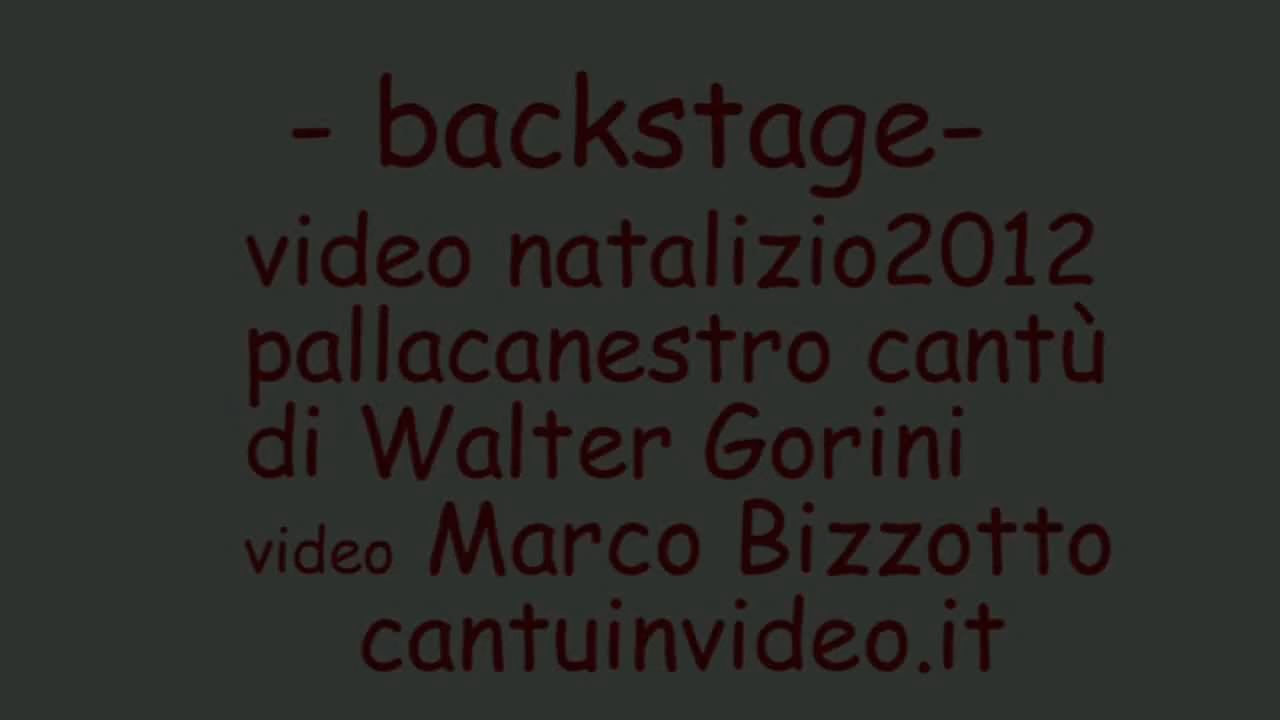 - backstage-
video natalizio2012
pallacanestro cantù
di Walter Gorini
video Marco Bizzotto
cantuinvideo.it